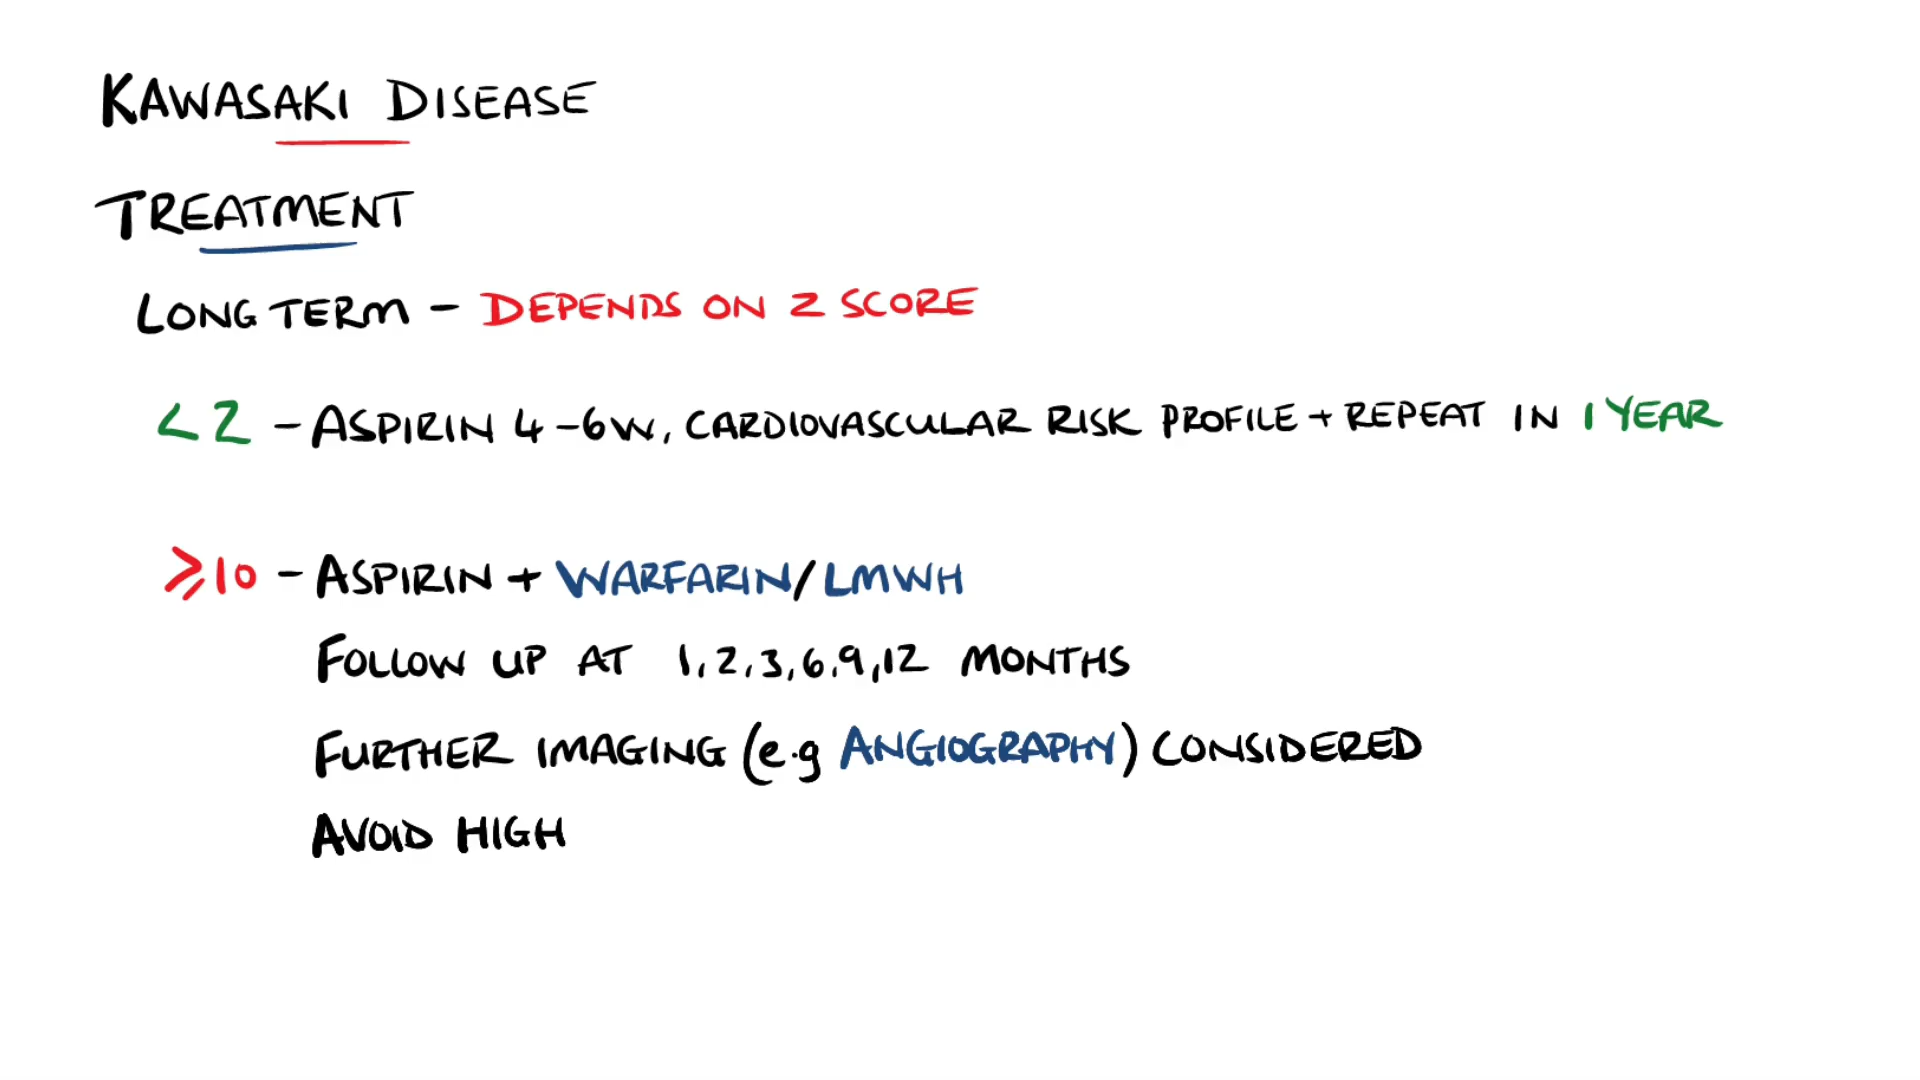 KAWASAKI DISEASE
TREATMENT
LONG TERM - DEPENDS ON Z SCORE
<2 - ASPIRIN 4-6W, CARDIOVASCULAR RISK PROFILE + REPEAT IN 1 YEAR
≥10 - ASPIRIN + WARFARIN/LMWH
FOLLOW UP AT 1,2,3,6,9,12 MONTHS
FURTHER IMAGING (e.g ANGIOGRAPHY) CONSIDERED
AVOID HIGH